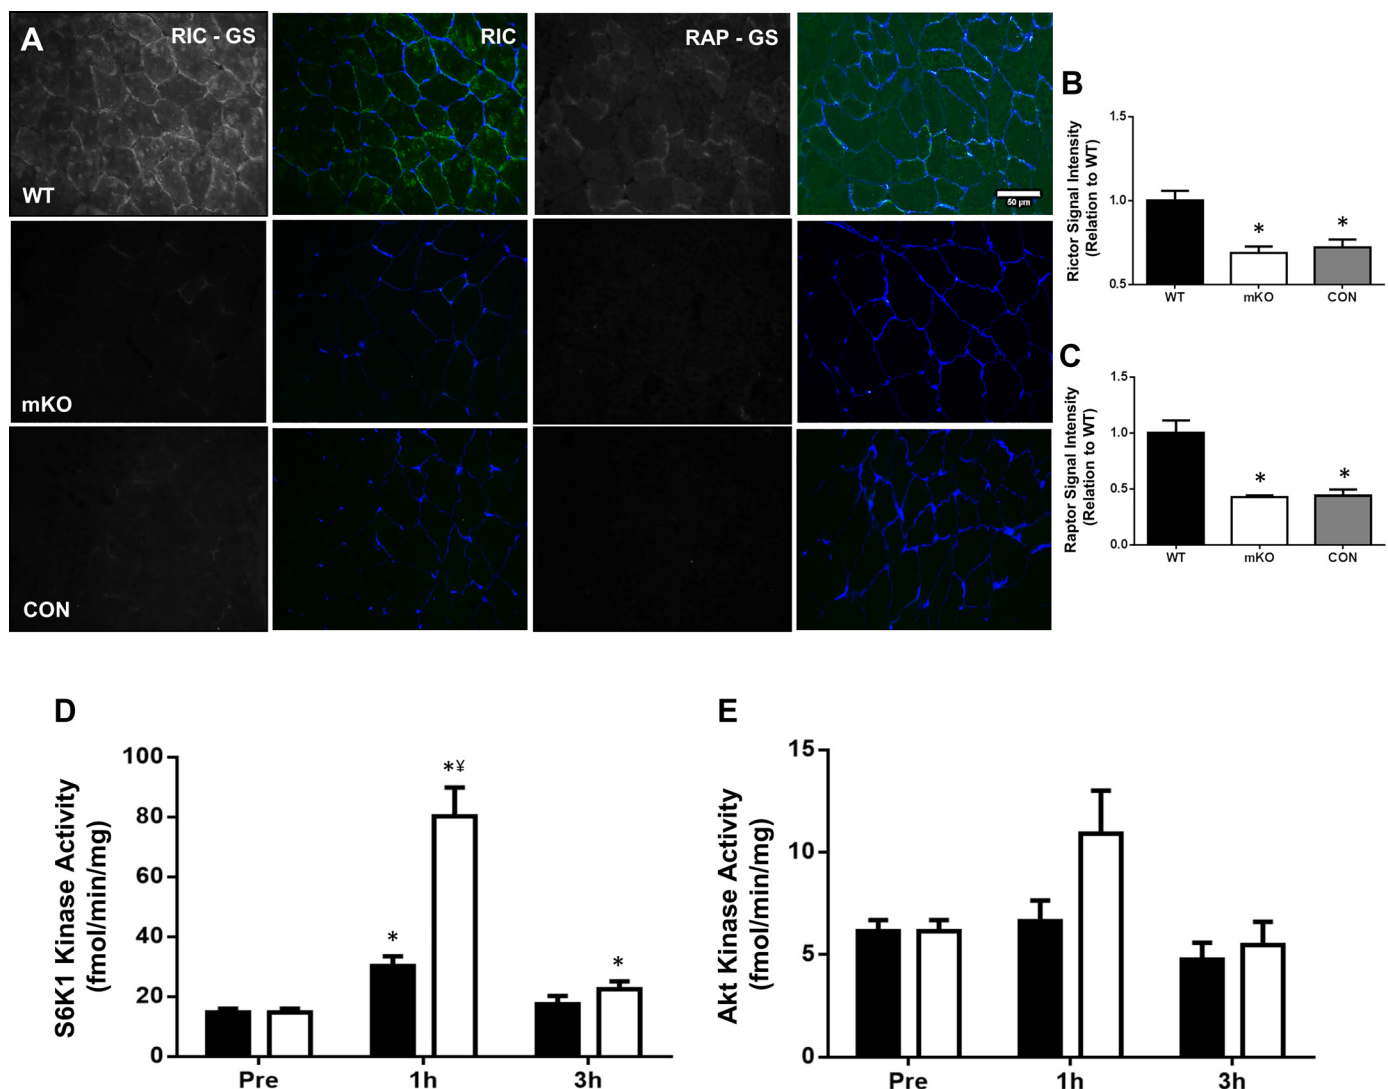 A
RIC - GS
RIC
RAP - GS
WT
50 µm
mKO
CON
B
Rictor Signal Intensity
(Relation to WT)
1.5
1.0
0.5
*
*
WT
mKO
CON
C
Raptor Signal Intensity
(Relation to WT)
1.5
1.0
0.5
0.0
*
*
WT
mKO
CON
D
S6K1 Kinase Activity
(fmol/min/mg)
100
80
60
40
20
0
*
*¥
*
Pre
1h
3h
E
Akt Kinase Activity
(fmol/min/mg)
15
10
5
0
Pre
1h
3h